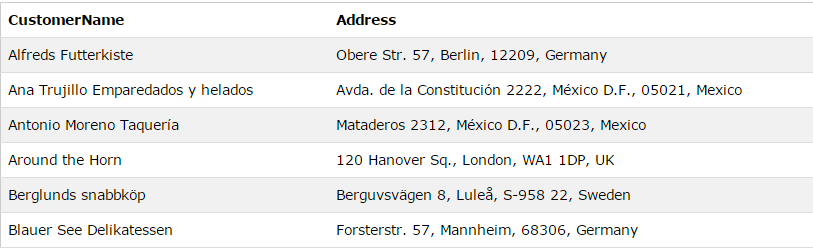 CustomerName Address
Alfreds Futterkiste Obere Str. 57, Berlin, 12209, Germany
Ana Trujillo Emparedados y helados Avda. de la Constitución 2222, México D.F., 05021, Mexico
Antonio Moreno Taquería Mataderos 2312, México D.F., 05023, Mexico
Around the Horn 120 Hanover Sq., London, WA1 1DP, UK
Berglunds snabbköp Berguvsvägen 8, Luleå, S-958 22, Sweden
Blauer See Delikatessen Forsterstr. 57, Mannheim, 68306, Germany